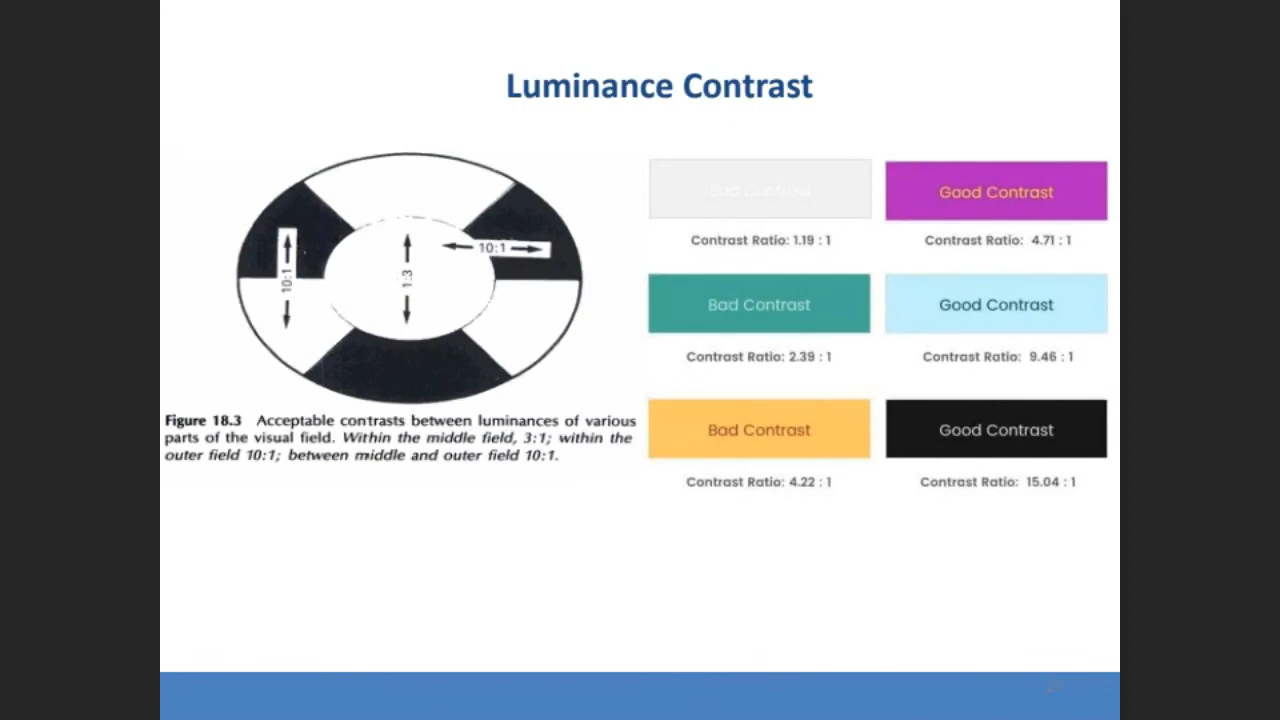 Luminance Contrast
10:1
1:3
10:1
Figure 18.3 Acceptable contrasts between luminances of various
parts of the visual field. Within the middle field, 3:1; within the
outer field 10:1; between middle and outer field 10:1.
Bad Contrast
Contrast Ratio: 1.19 : 1
Good Contrast
Contrast Ratio: 4.71 : 1
Bad Contrast
Contrast Ratio: 2.39 : 1
Good Contrast
Contrast Ratio: 9.46 : 1
Bad Contrast
Contrast Ratio: 4.22 : 1
Good Contrast
Contrast Ratio: 15.04 : 1